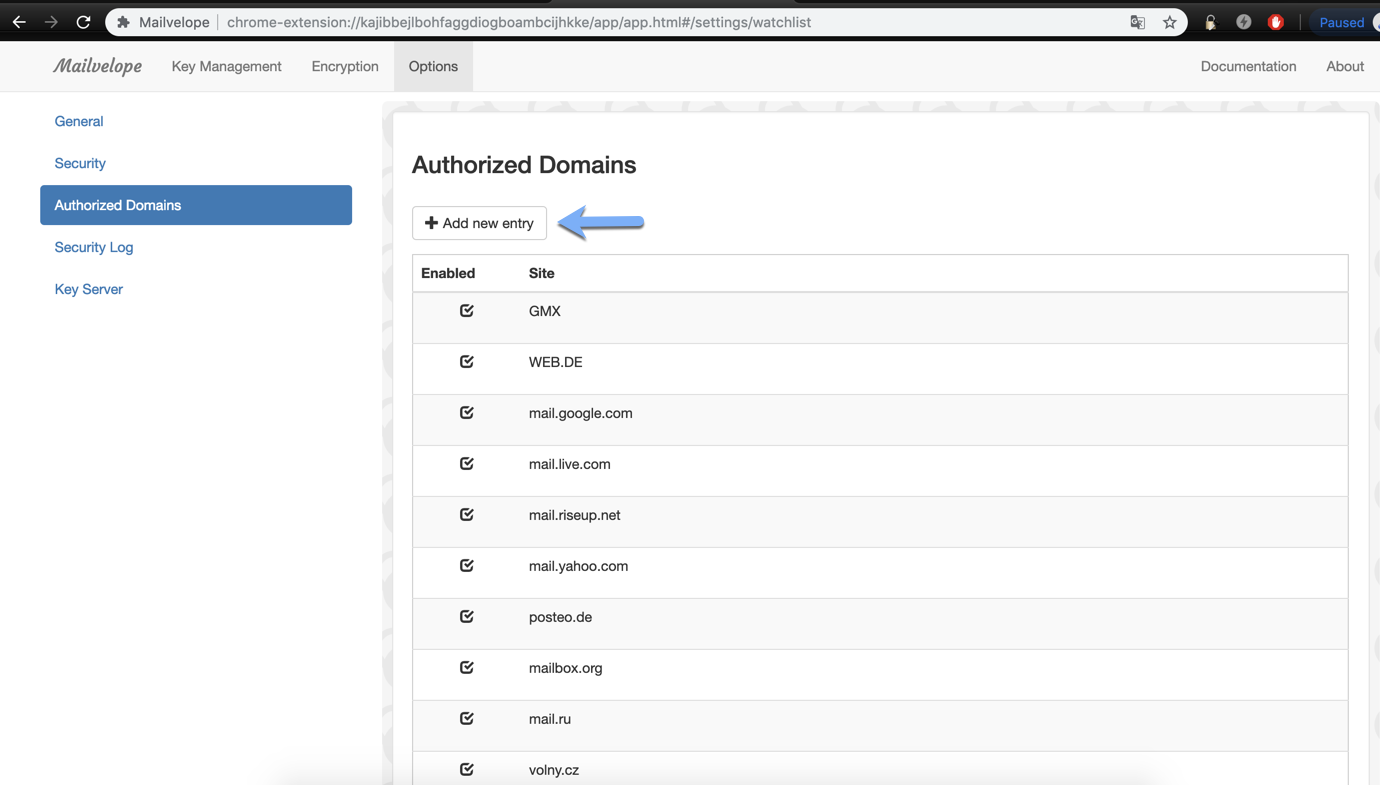 Mailvelope chrome-extension://kajibbejlbohfaggdiogboambcijhkke/app/app.html#/settings/watchlist Paused
Mailvelope Key Management Encryption Options Documentation About
General
Security
Authorized Domains
Security Log
Key Server
Authorized Domains
Add new entry
Enabled Site
GMX
WEB.DE
mail.google.com
mail.live.com
mail.riseup.net
mail.yahoo.com
posteo.de
mailbox.org
mail.ru
volny.cz